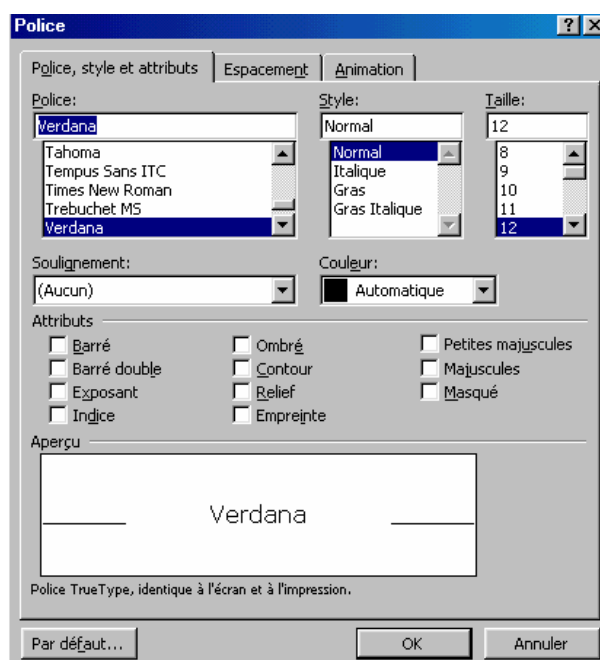 Police
Police, style et attributs Espacement Animation
Police: Style: Taille:
Verdana Normal 12
Tahoma Normal 8
Tempus Sans ITC Italique 9
Times New Roman Gras 10
Trebuchet MS Gras Italique 11
Verdana 12
Soulignement: Couleur:
(Aucun) Automatique
Attributs
Barré Ombré Petites majuscules
Barré double Contour Majuscules
Exposant Relief Masqué
Indice Empreinte
Aperçu
Verdana
Police TrueType, identique à l'écran et à l'impression.
Par défaut... OK Annuler